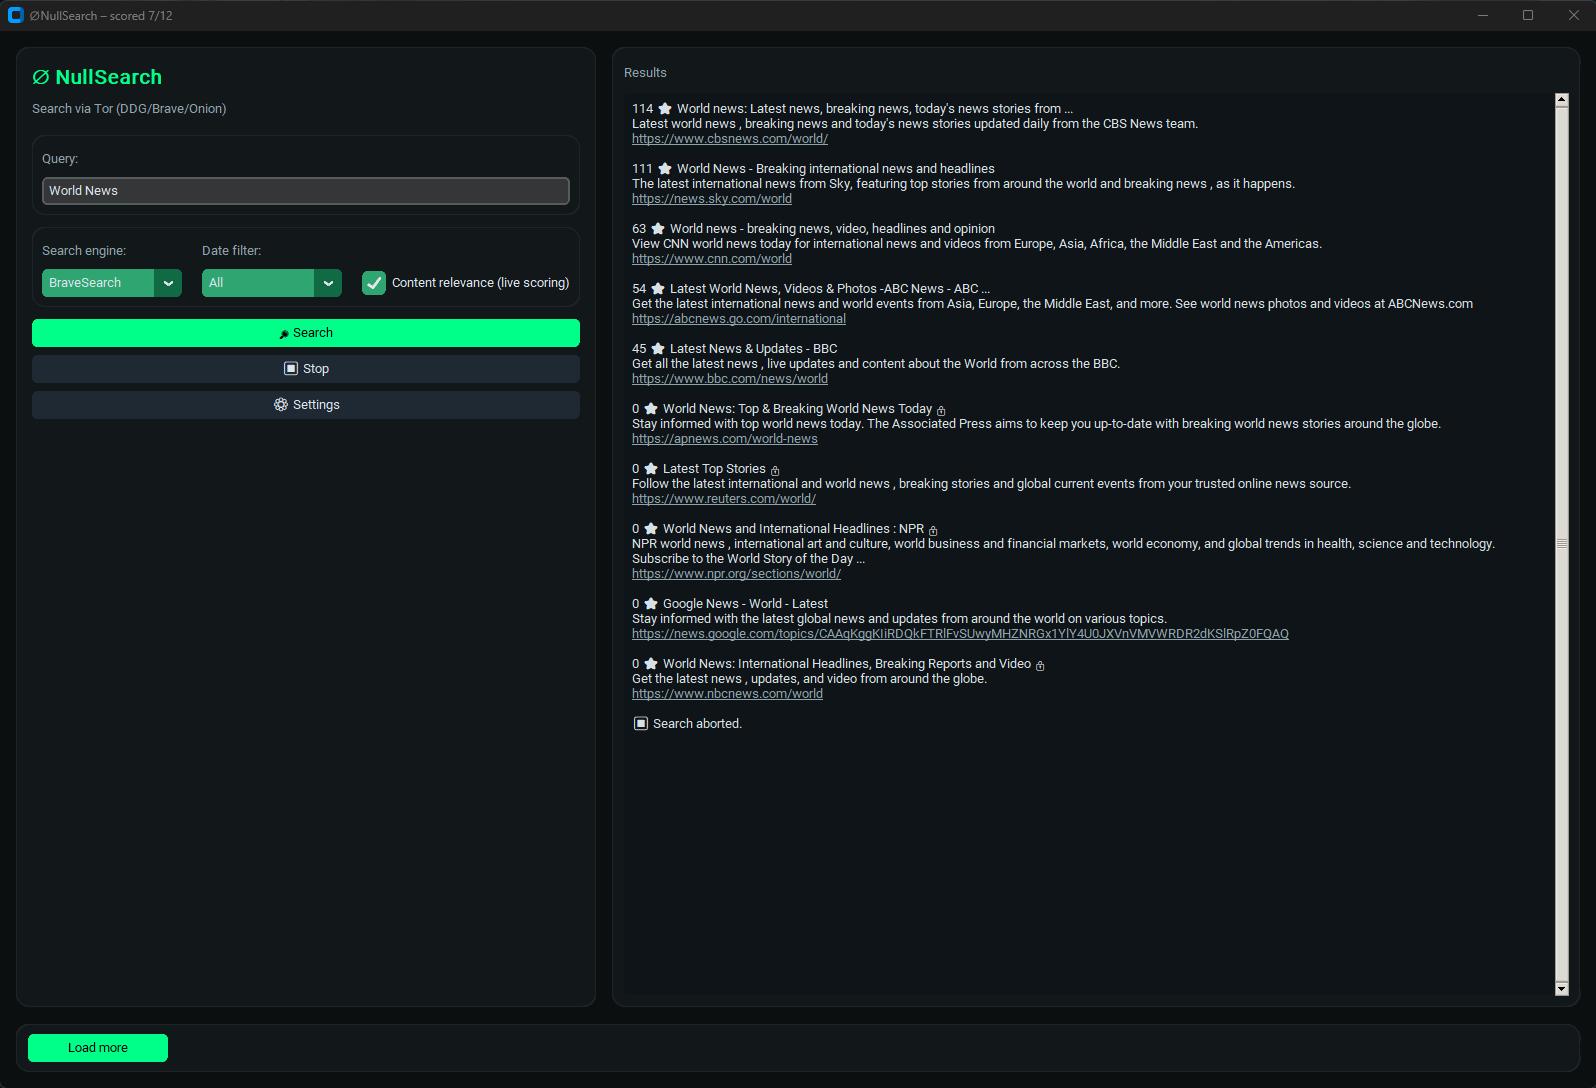 ØNullSearch – scored 7/12
Ø NullSearch
Search via Tor (DDG/Brave/Onion)
Query:
World News
Search engine:
Date filter:
BraveSearch
All
Content relevance (live scoring)
Search
Stop
Settings
Results
114 ★ World news: Latest news, breaking news, today's news stories from ...
Latest world news , breaking news and today's news stories updated daily from the CBS News team.
https://www.cbsnews.com/world/
111 ★ World News - Breaking international news and headlines
The latest international news from Sky, featuring top stories from around the world and breaking news , as it happens.
https://news.sky.com/world
63 ★ World news - breaking news, video, headlines and opinion
View CNN world news today for international news and videos from Europe, Asia, Africa, the Middle East and the Americas.
https://www.cnn.com/world
54 ★ Latest World News, Videos & Photos -ABC News - ABC ...
Get the latest international news and world events from Asia, Europe, the Middle East, and more. See world news photos and videos at ABCNews.com
https://abcnews.go.com/international
45 ★ Latest News & Updates - BBC
Get all the latest news , live updates and content about the World from across the BBC.
https://www.bbc.com/news/world
0 ★ World News: Top & Breaking World News Today
Stay informed with top world news today. The Associated Press aims to keep you up-to-date with breaking world news stories around the globe.
https://apnews.com/world-news
0 ★ Latest Top Stories
Follow the latest international and world news , breaking stories and global current events from your trusted online news source.
https://www.reuters.com/world/
0 ★ World News and International Headlines : NPR
NPR world news , international art and culture, world business and financial markets, world economy, and global trends in health, science and technology.
Subscribe to the World Story of the Day ...
https://www.npr.org/sections/world/
0 ★ Google News - World - Latest
Stay informed with the latest global news and updates from around the world on various topics.
https://news.google.com/topics/CAAqKggKIiRDQkFTRlFvSUwyMHZNRGx1YlY4U0JXVnVMVWRDR2dKSlRpZ0FQAQ
0 ★ World News: International Headlines, Breaking Reports and Video
Get the latest news , updates, and video from around the globe.
https://www.nbcnews.com/world
Search aborted.
Load more